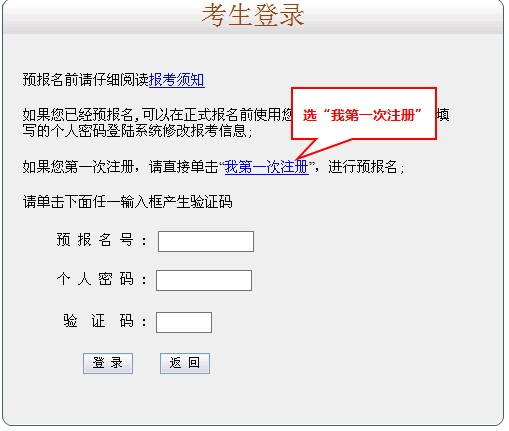 考生登录
预报名前请仔细阅读报考须知
如果您已经预报名,可以在正式报名前使用您 填
选“我第一次注册”
写的个人密码登陆系统修改报考信息;
如果您第一次注册，请直接单击“我第一次注册”，进行预报名;
请单击下面任一输入框产生验证码
预 报 名 号 ：
个 人 密 码 ：
验 证 码 ：
登 录 返 回